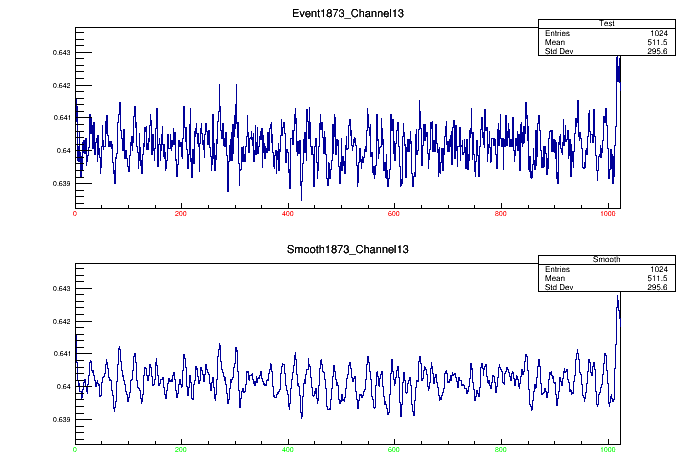 Event1873_Channel13
Test
Entries 1024
Mean 511.5
Std Dev 295.6
0.643
0.642
0.641
0.64
0.639
0 200 400 600 800 1000
Smooth1873_Channel13
Smooth
Entries 1024
Mean 511.5
Std Dev 295.6
0.643
0.642
0.641
0.64
0.639
0 200 400 600 800 1000